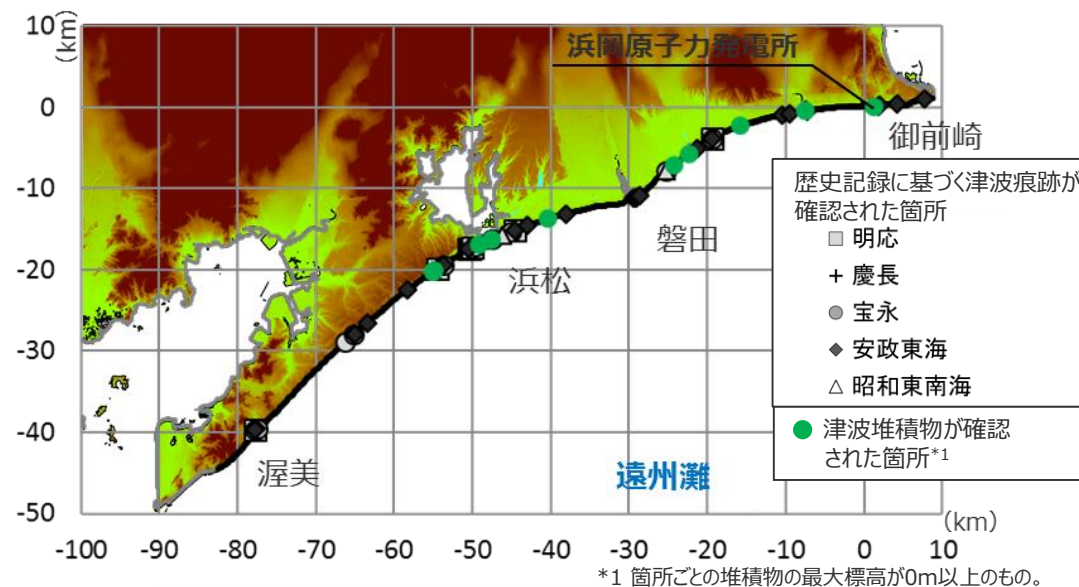 10
(km)
0
-10
-20
-30
-40
-50
浜岡原子力発電所
御前崎
磐田
浜松
渥美
遠州灘
歴史記録に基づく津波痕跡が
確認された箇所
明応
慶長
宝永
安政東海
昭和東南海
津波堆積物が確認
された箇所*1
(km)
-100 -90 -80 -70 -60 -50 -40 -30 -20 -10 0 10
*1 箇所ごとの堆積物の最大標高が0m以上のもの。